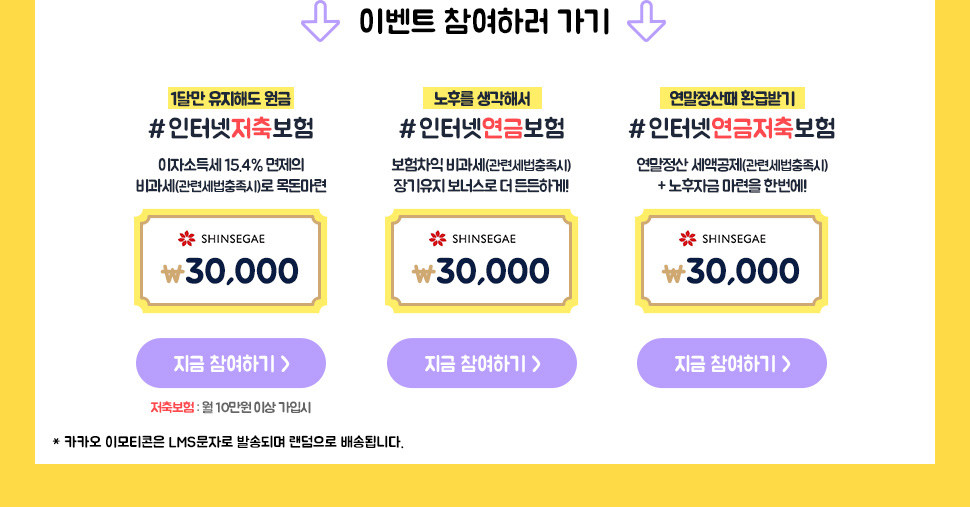 이벤트 참여하러 가기
1달만 유지해도 원금
# 인터넷저축보험
이자소득세 15.4% 면제의
비과세(관련세법충족시)로 목돈마련
SHINSEGAE
₩30,000
지금 참여하기 >
저축보험 : 월 10만원 이상 가입시
노후를 생각해서
# 인터넷연금보험
보험차익 비과세(관련세법충족시)
장기유지 보너스로 더 든든하게!
SHINSEGAE
₩30,000
지금 참여하기 >
연말정산때 환급받기
# 인터넷연금저축보험
연말정산 세액공제(관련세법충족시)
+ 노후자금 마련을 한번에!
SHINSEGAE
₩30,000
지금 참여하기 >
* 카카오 이모티콘은 LMS문자로 발송되며 랜덤으로 배송됩니다.